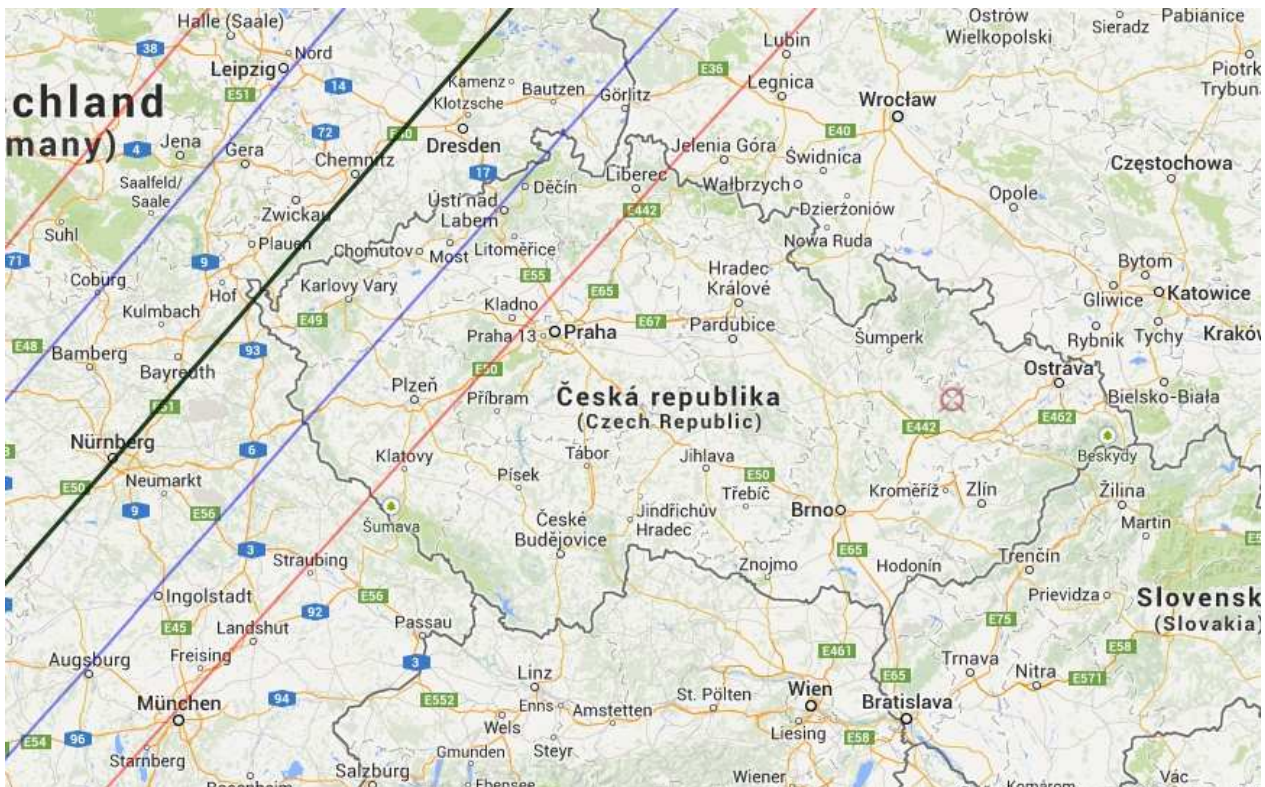 Halle (Saale)
Nord
Leipzig
38
14
E51
chland
many)
4
Jena
Gera
72
Chemnitz
Saalfeld/
Saale
Zwickau
Plauen
Suhl
71
Coburg
9
Hof
Kulmbach
E48
Bamberg
93
Bayreuth
E51
Nürnberg
6
E50
Neumarkt
9
E56
3
Straubing
Ingolstadt
92
E56
E45
Landshut
Passau
Augsburg
Freising
3
München
94
E552
E54
96
Starnberg
Salzburg
Kamenz
Klotzsche
Bautzen
Görlitz
Dresden
17
E36
Lubin
Legnica
Wrocław
E40
Ostrów
Wielkopolski
Sieradz
Pabianice
Piotrk
Trybuna
Jelenia Góra
Świdnica
Wałbrzych
Dzierżoniów
Nowa Ruda
Opole
Częstochowa
Bytom
Gliwice
Katowice
Rybnik
Tychy
Kraków
Bielsko-Biała
Děčín
Liberec
E442
Ústí nad
Labem
Chomutov
Most
Litoměřice
Karlovy Vary
E49
E55
E65
Kladno
Praha 13
Praha
E67
Hradec
Králové
Pardubice
Šumperk
Ostrava
E462
E442
Beskydy
E50
Plzeň
Příbram
Česká republika
(Czech Republic)
Klatovy
Písek
Tábor
Jihlava
E50
Třebíč
Kroměříž
Zlín
Šumava
České
Budějovice
Jindřichův
Hradec
Brno
E65
Znojmo
Hodonín
Žilina
Martin
Trenčín
Prievidza
Slovensk
(Slovakia)
E75
E58
Trnava
Nitra
E571
E461
E65
Linz
Enns
Wels
Steyr
Amstetten
St. Pölten
Wien
Liesing
E58
Bratislava
Gmunden
Ebensee
Wiener
Komárom
Vác